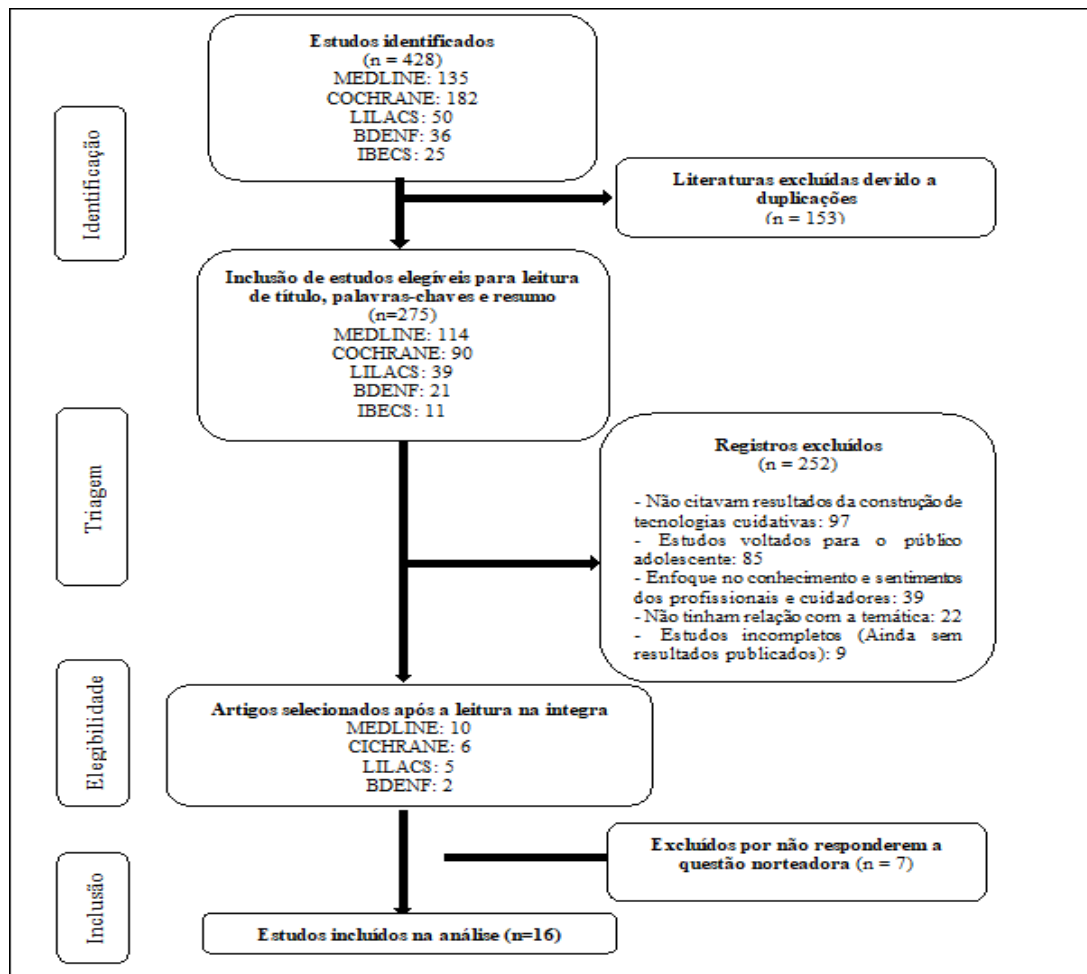 Estudos identificados
(n = 428)
MEDLINE: 135
COCHRANE: 182
LILACS: 50
BDENF: 36
IBECS: 25
Identificação
Literaturas excluídas devido a
duplicações
(n = 153)
Inclusão de estudos elegíveis para leitura
de título, palavras-chaves e resumo
(n=275)
MEDLINE: 114
COCHRANE: 90
LILACS: 39
BDENF: 21
IBECS: 11
Triagem
Registros excluídos
(n = 252)
- Não citavam resultados da construção de
tecnologias cuidativas: 97
- Estudos voltados para o público
adolescente: 85
- Enfoque no conhecimento e sentimentos
dos profissionais e cuidadores: 39
- Não tinham relação com a temática: 22
- Estudos incompletos (Ainda sem
resultados publicados): 9
Elegibilidade
Artigos selecionados após a leitura na integra
MEDLINE: 10
CICHRANE: 6
LILACS: 5
BDENF: 2
Inclusão
Excluídos por não responderem a
questão norteadora (n = 7)
Estudos incluídos na análise (n=16)